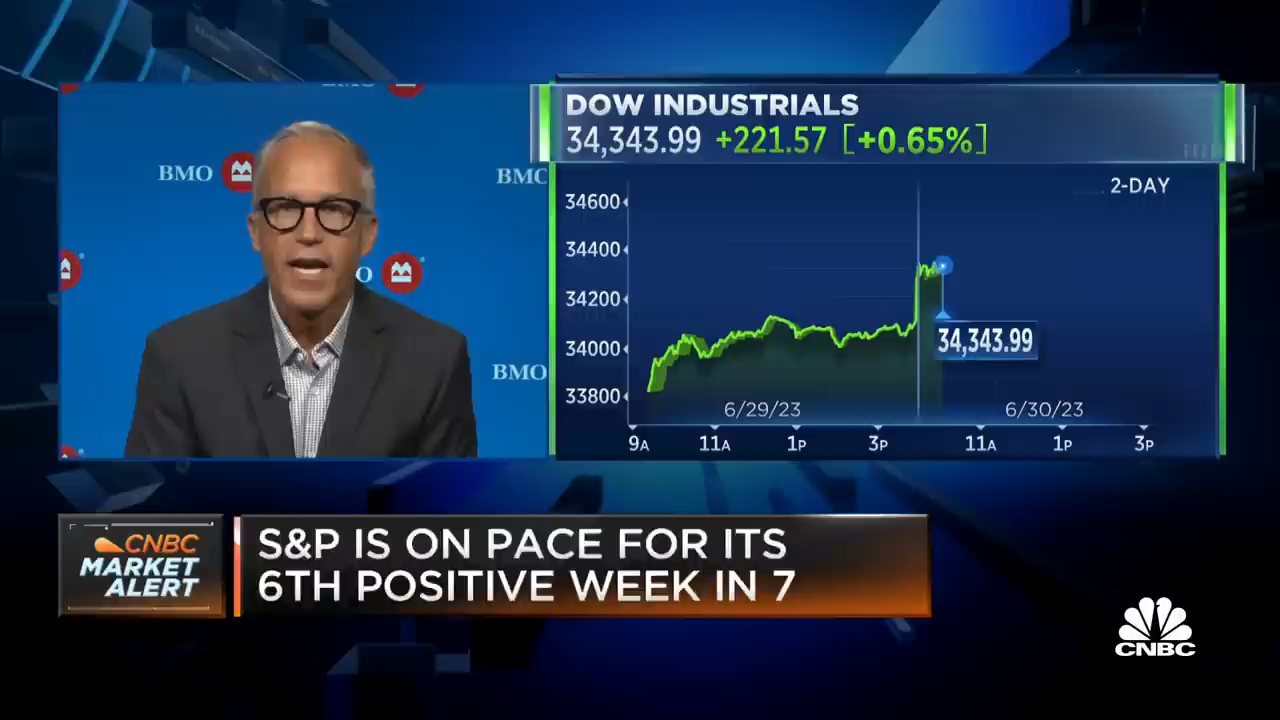 BMO
BMO
BMO
BMO
O
BMO
DOW INDUSTRIALS
34,343.99 +221.57 [+0.65%]
2-DAY
34600
34400
34200
34000
33800
34,343.99
6/29/23
6/30/23
9A 11A 1P 3P 11A 1P 3P
CNBC
MARKET
ALERT
S&P IS ON PACE FOR ITS
6TH POSITIVE WEEK IN 7
CNBC